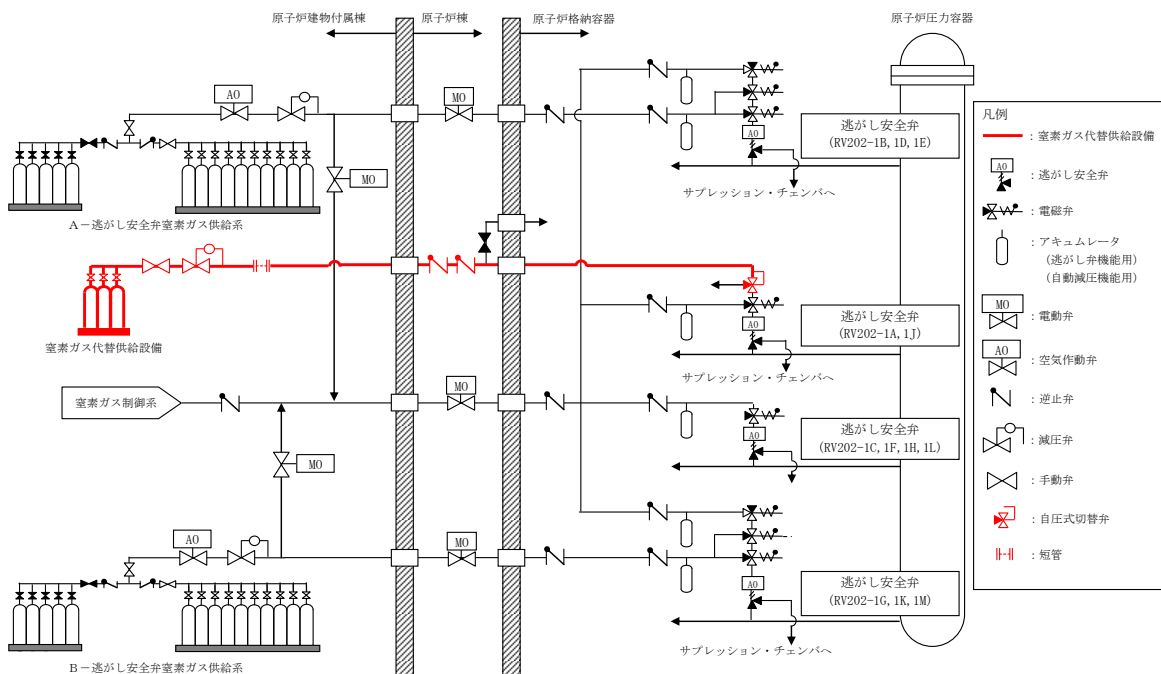 原子炉建物付属棟
原子炉棟
原子炉格納容器
原子炉圧力容器
AO
MO
MO
A-逃がし安全弁窒素ガス供給系
AO
逃がし安全弁
(RV202-1B, 1D, 1E)
サプレッション・チェンバへ
窒素ガス代替供給設備
AO
逃がし安全弁
(RV202-1A, 1J)
サプレッション・チェンバへ
窒素ガス制御系
MO
AO
逃がし安全弁
(RV202-1C, 1F, 1H, 1L)
MO
AO
MO
B-逃がし安全弁窒素ガス供給系
AO
逃がし安全弁
(RV202-1G, 1K, 1M)
サプレッション・チェンバへ
凡例
：窒素ガス代替供給設備
AO
：逃がし安全弁
：電磁弁
：アキュムレータ
(逃がし弁機能用)
(自動減圧機能用)
MO
：電動弁
AO
：空気作動弁
：逆止弁
：減圧弁
：手動弁
：自圧式切替弁
：短管